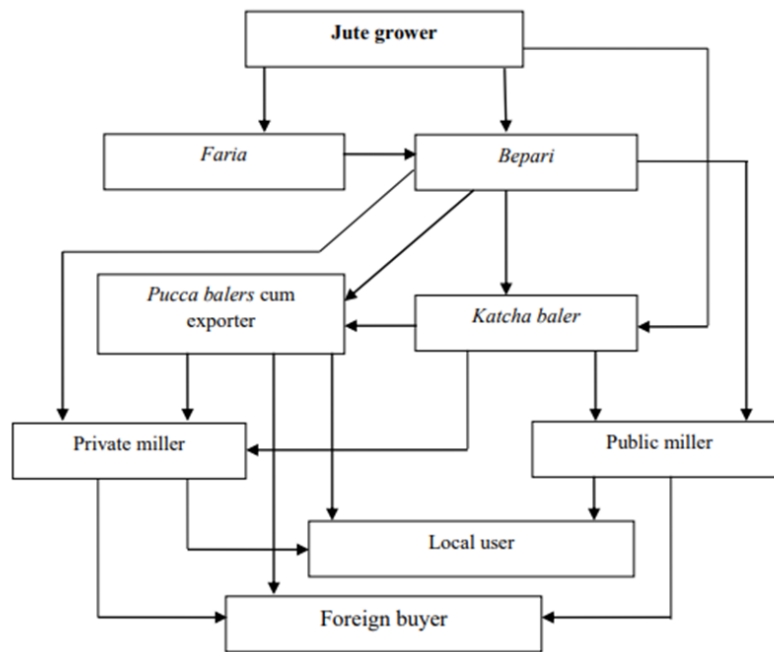 Jute grower
Faria
Bepari
Pucca balers cum
exporter
Katcha baler
Private miller
Public miller
Local user
Foreign buyer